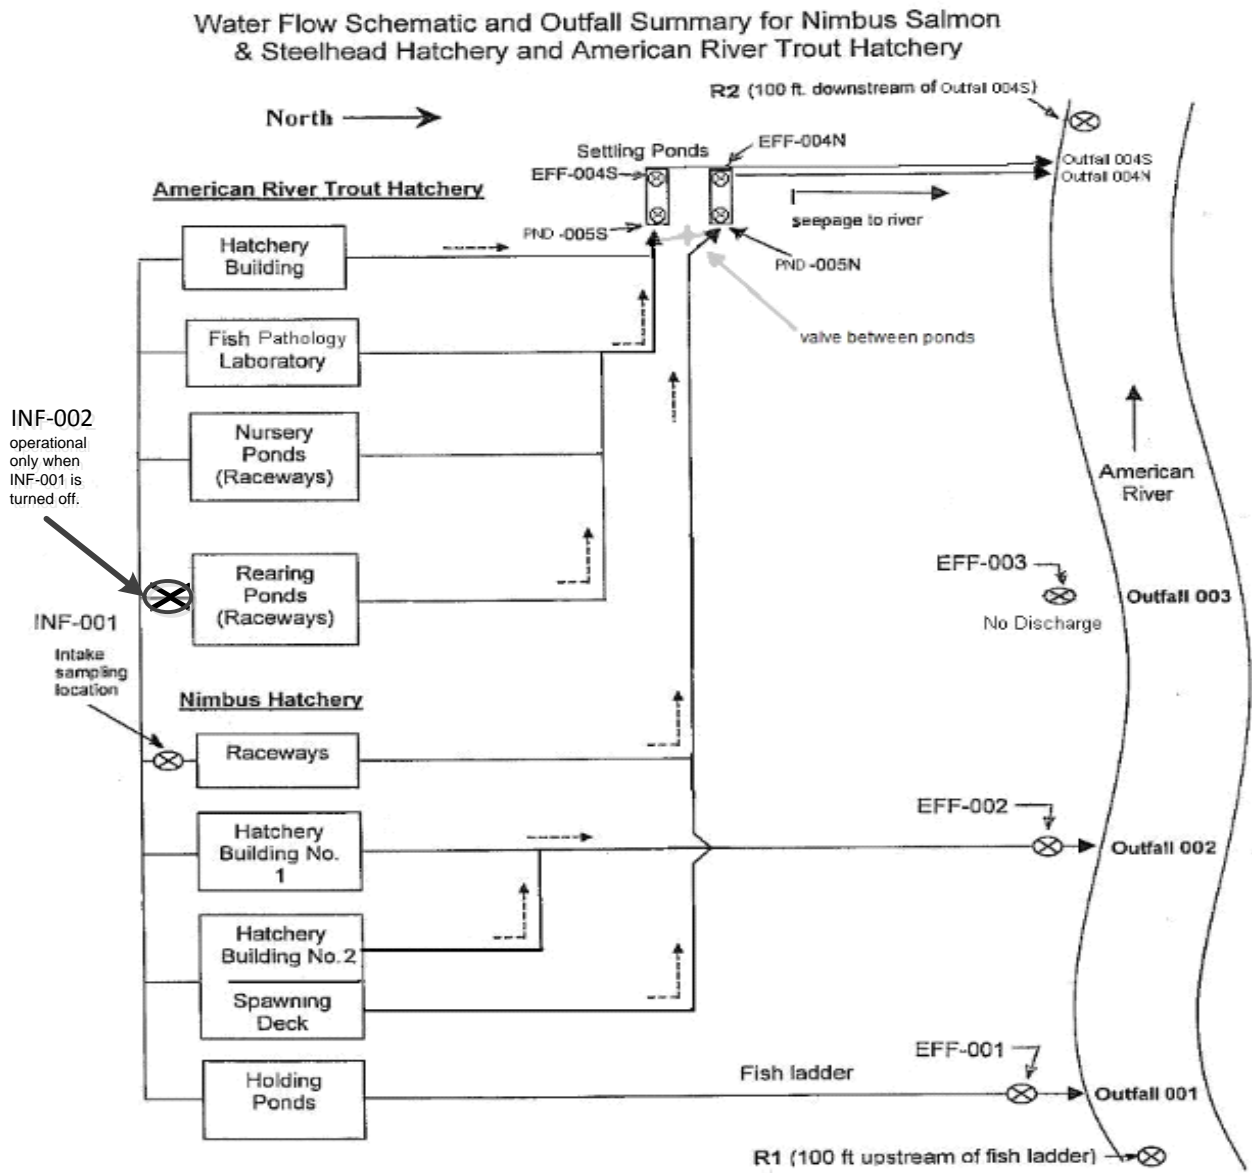 Water Flow Schematic and Outfall Summary for Nimbus Salmon
& Steelhead Hatchery and American River Trout Hatchery
R2 (100 ft. downstream of Outfall 004S)
North
EFF-004N
Settling Ponds
Outfall 004S
Outfall 004N
EFF-004S
American River Trout Hatchery
seepage to river
PND -005S
Hatchery
Building
PND -005N
valve between ponds
Fish Pathology
Laboratory
INF-002
operational
only when
INF-001 is
turned off.
Nursery
Ponds
(Raceways)
American
River
EFF-003
Rearing
Ponds
(Raceways)
Outfall 003
No Discharge
INF-001
Intake
sampling
location
Nimbus Hatchery
Raceways
EFF-002
Hatchery
Building No.
1
Outfall 002
Hatchery
Building No. 2
Spawning
Deck
EFF-001
Fish ladder
Holding
Ponds
Outfall 001
R1 (100 ft upstream of fish ladder)